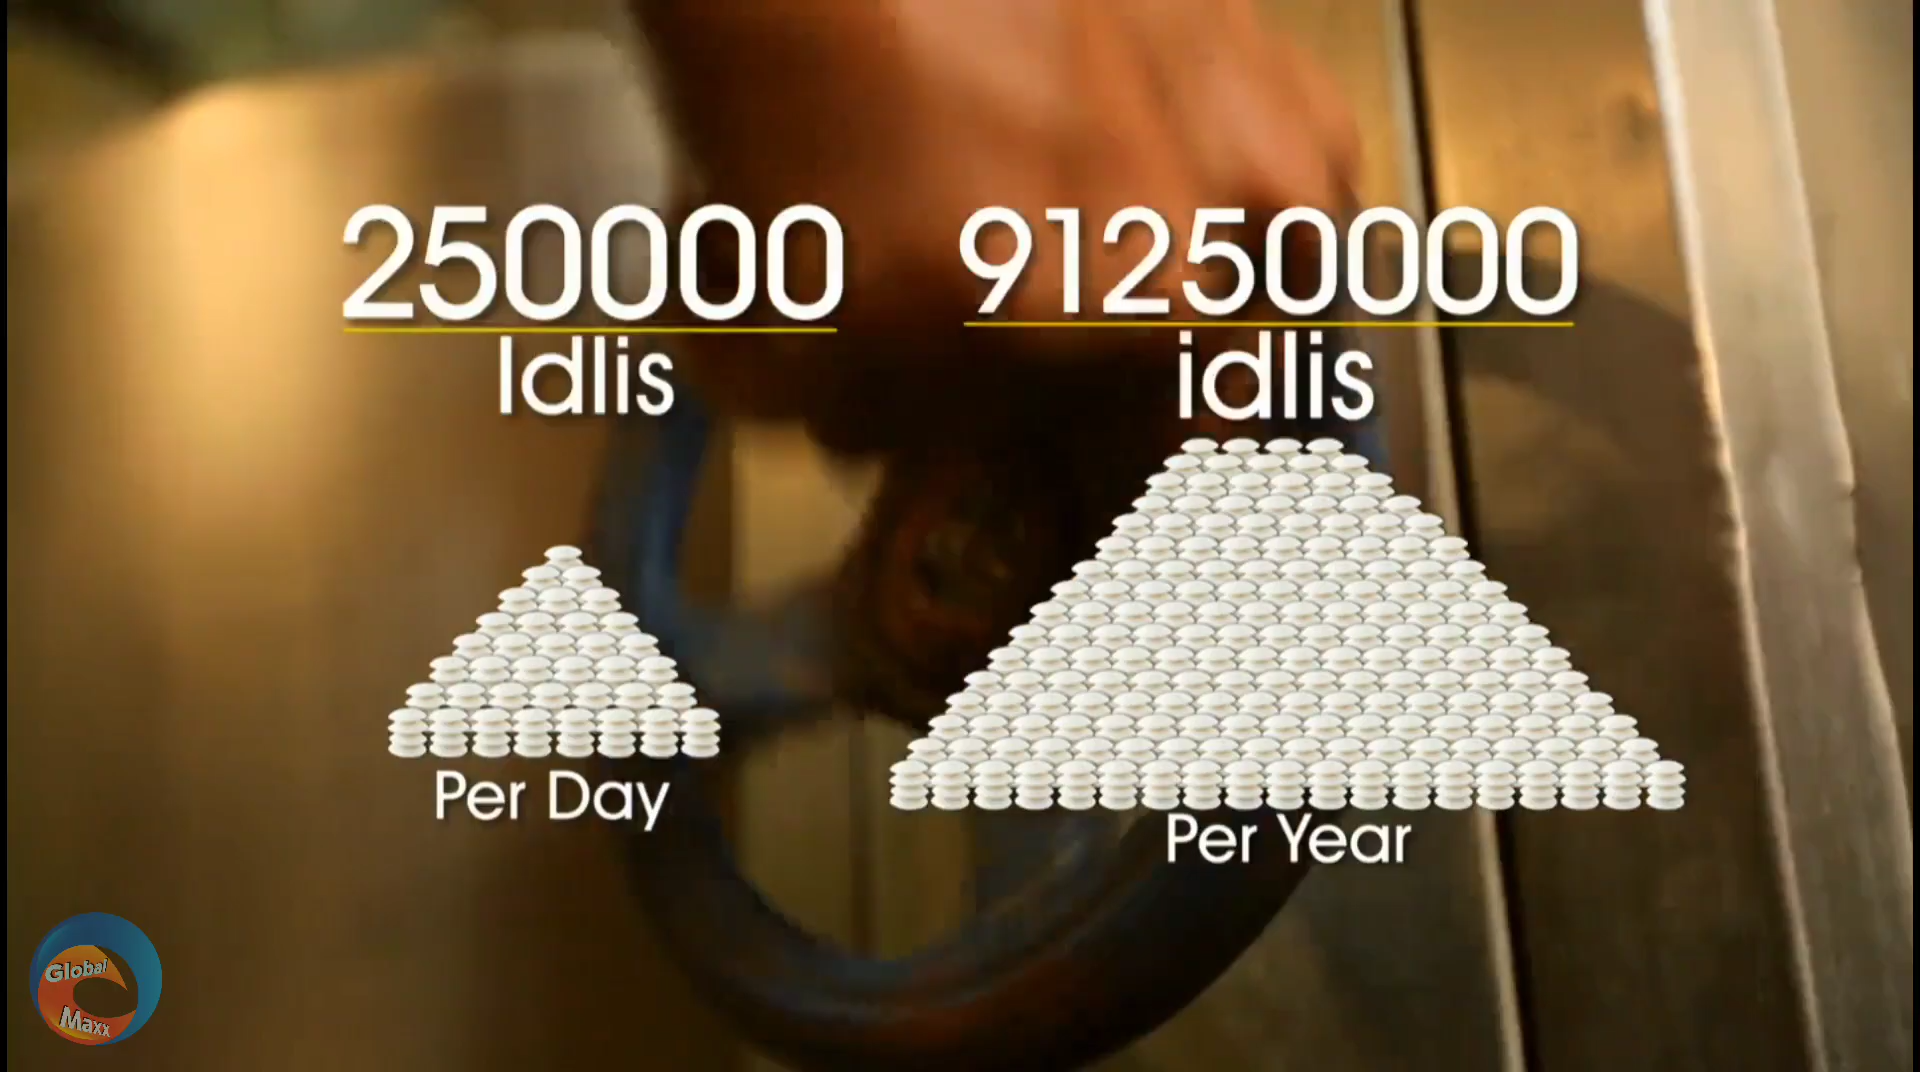 250000
Idlis
Per Day
91250000
idlis
Per Year
Global
Maxx